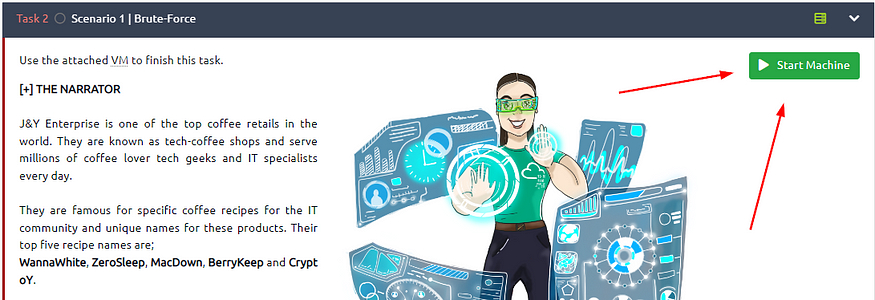 Task 2 Scenario 1 | Brute-Force
Use the attached VM to finish this task.
Start Machine
[+] THE NARRATOR
J&Y Enterprise is one of the top coffee retails in the
world. They are known as tech-coffee shops and serve
millions of coffee lover tech geeks and IT specialists
every day.
They are famous for specific coffee recipes for the IT
community and unique names for these products. Their
top five recipe names are;
WannaWhite, ZeroSleep, MacDown, BerryKeep and Crypt
oY.